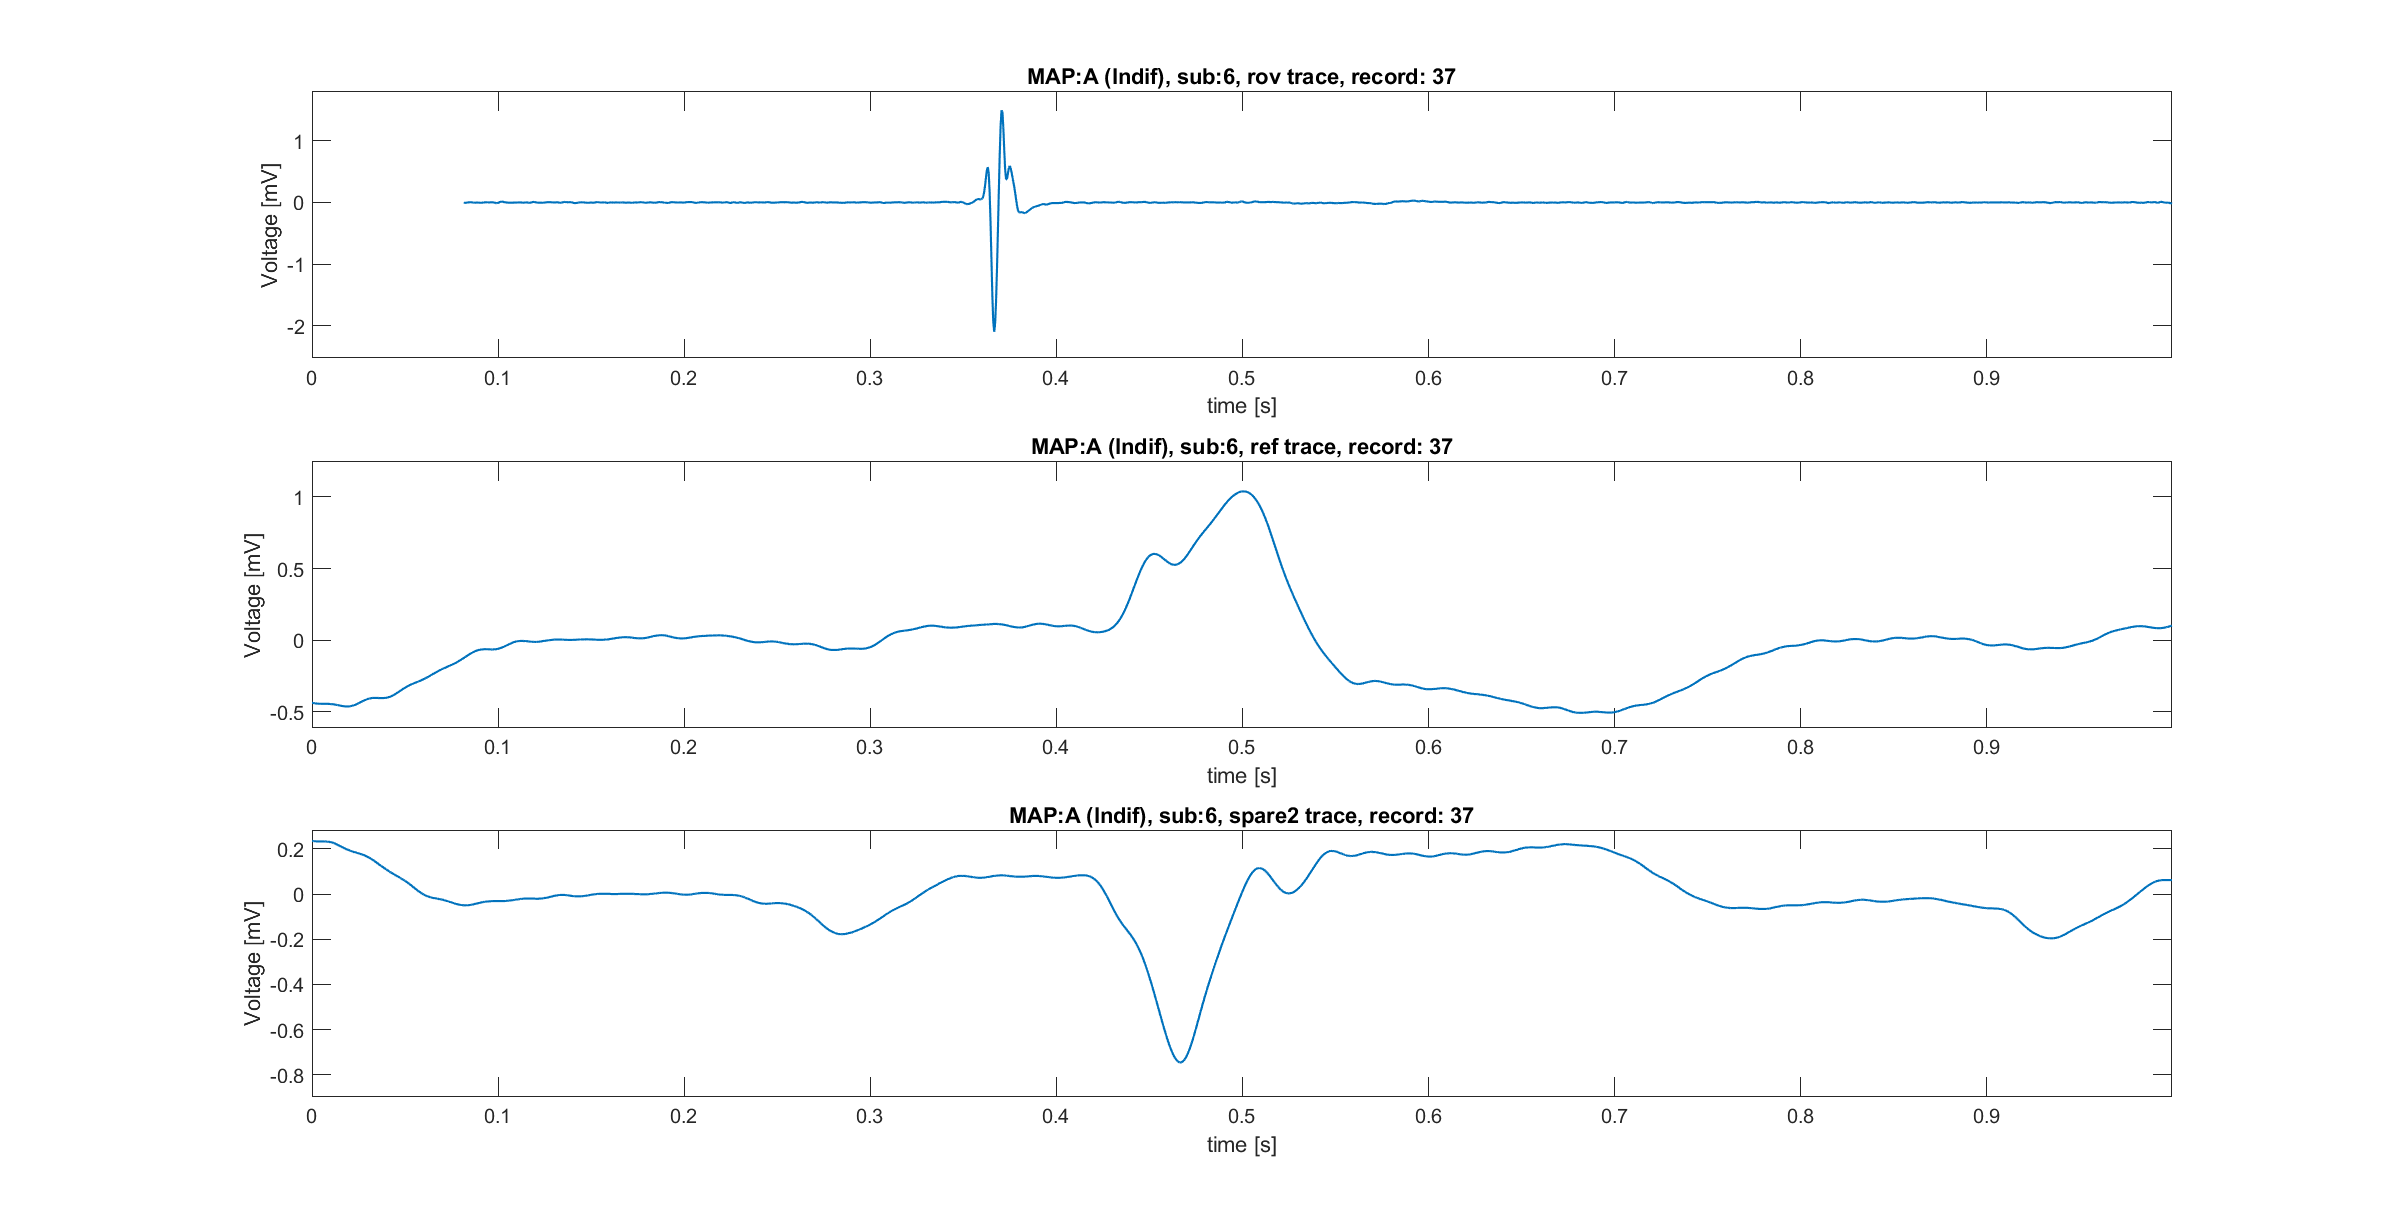 MAP:A (Indif), sub:6, rov trace, record: 37
Voltage [mV]
1
0
-1
-2
0 0.1 0.2 0.3 0.4 0.5 0.6 0.7 0.8 0.9
time [s]
MAP:A (Indif), sub:6, ref trace, record: 37
Voltage [mV]
1
0.5
0
-0.5
0 0.1 0.2 0.3 0.4 0.5 0.6 0.7 0.8 0.9
time [s]
MAP:A (Indif), sub:6, spare2 trace, record: 37
Voltage [mV]
0.2
0
-0.2
-0.4
-0.6
-0.8
0 0.1 0.2 0.3 0.4 0.5 0.6 0.7 0.8 0.9
time [s]